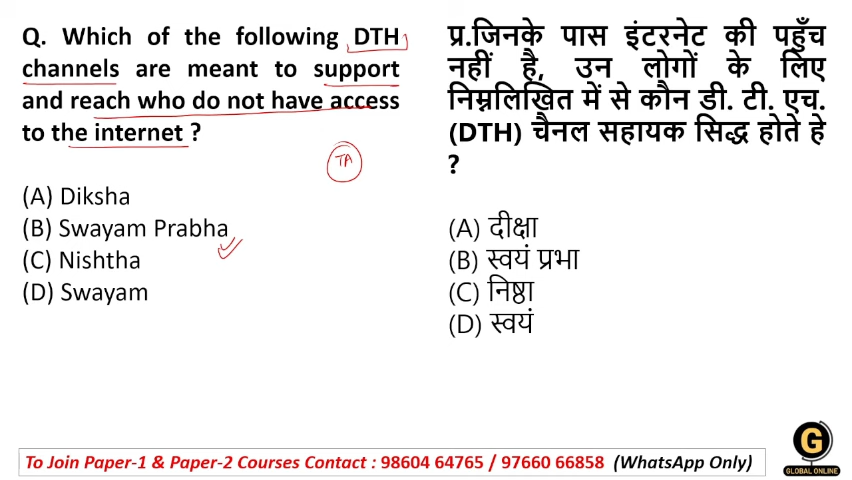 Q. Which of the following DTH
channels are meant to support
and reach who do not have access
to the internet ?
TA
(A) Diksha
(B) Swayam Prabha
(C) Nishtha
(D) Swayam
प्र.जिनके पास इंटरनेट की पहुँच
नहीं है, उन लोगों के लिए
निम्नलिखित में से कौन डी. टी. एच.
(DTH) चैनल सहायक सिद्ध होते हे
?
(A) दीक्षा
(B) स्वयं प्रभा
(C) निष्ठा
(D) स्वयं
G
GLOBAL ONLINE
To Join Paper-1 & Paper-2 Courses Contact : 98604 64765 / 97660 66858 (WhatsApp Only)